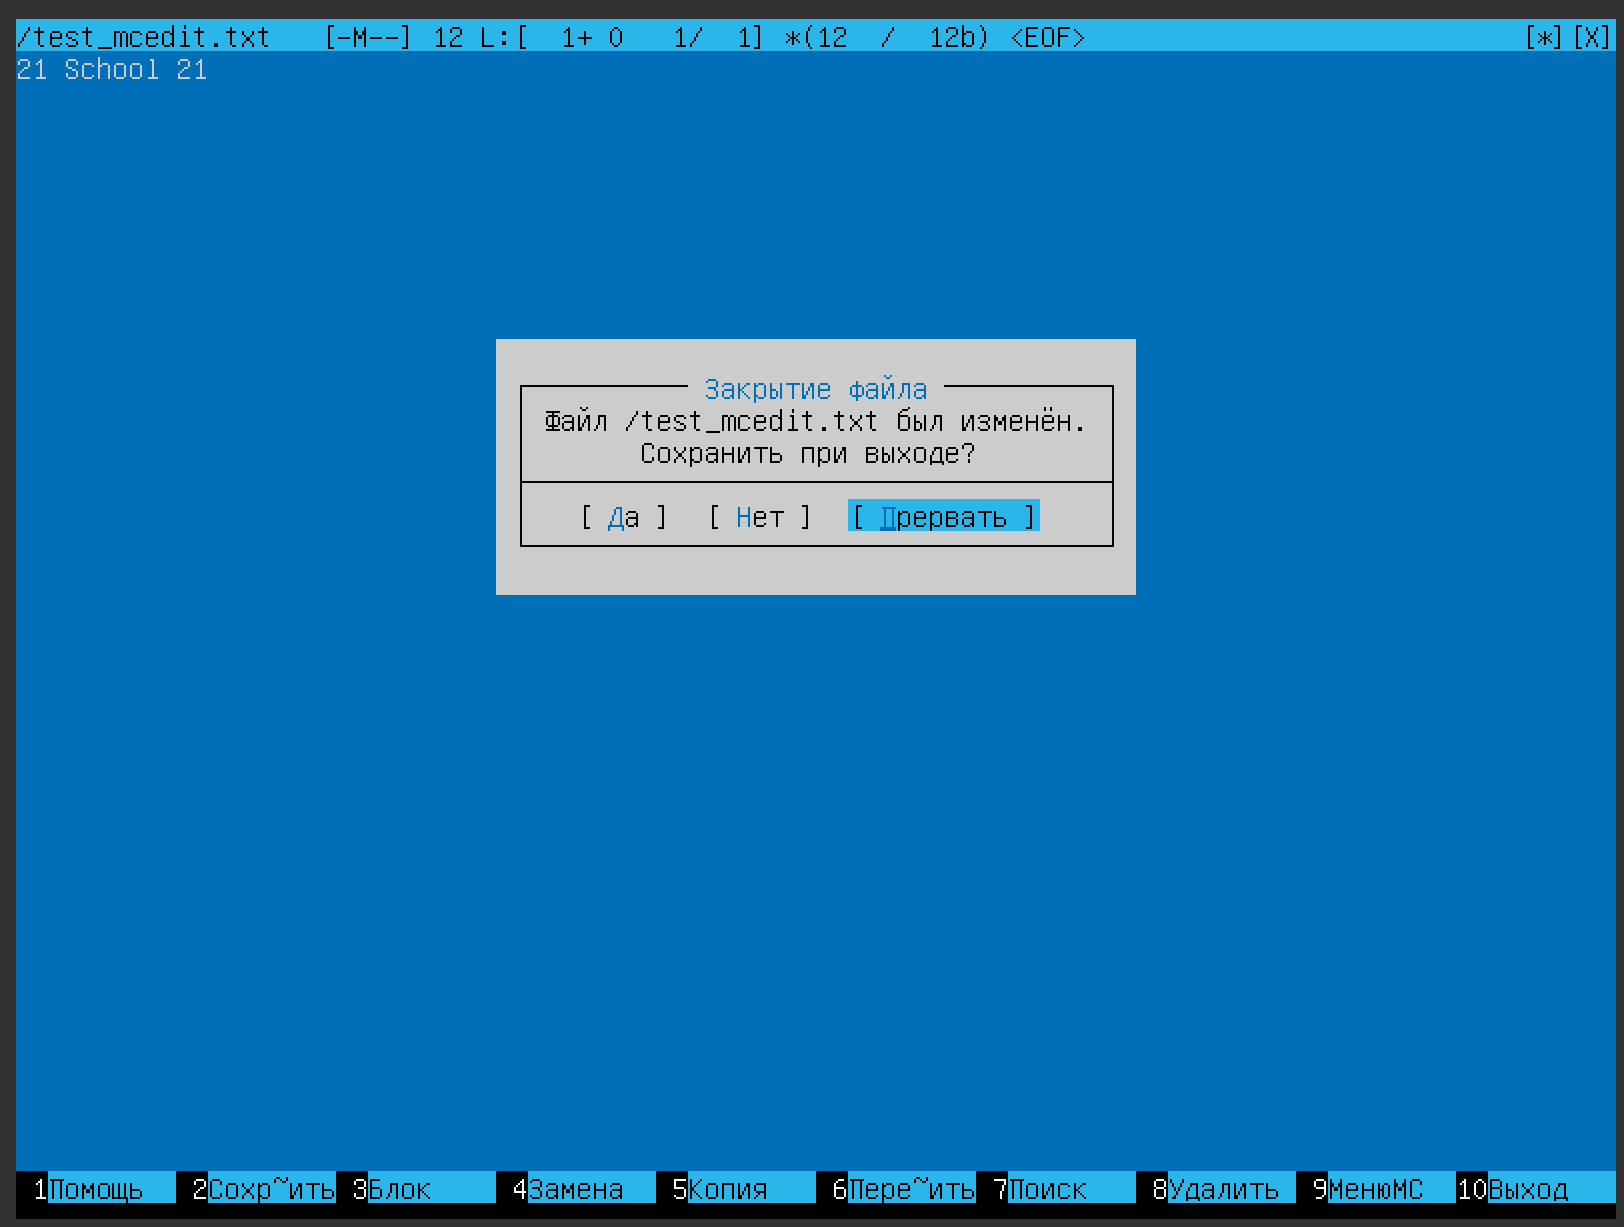 /test_mcedit.txt [-M--] 12 L:[ 1+ 0 1/ 1] *(12 / 12b) <EOF> [*][X]
21 School 21
Закрытие файла
Файл /test_mcedit.txt был изменён.
Сохранить при выходе?
[ Да ] [ Нет ] [ Прервать ]
1Помощь 2Сохр~ить 3Блок 4Замена 5Копия 6Пере~ить 7Поиск 8Удалить 9МенюMC 10Выход